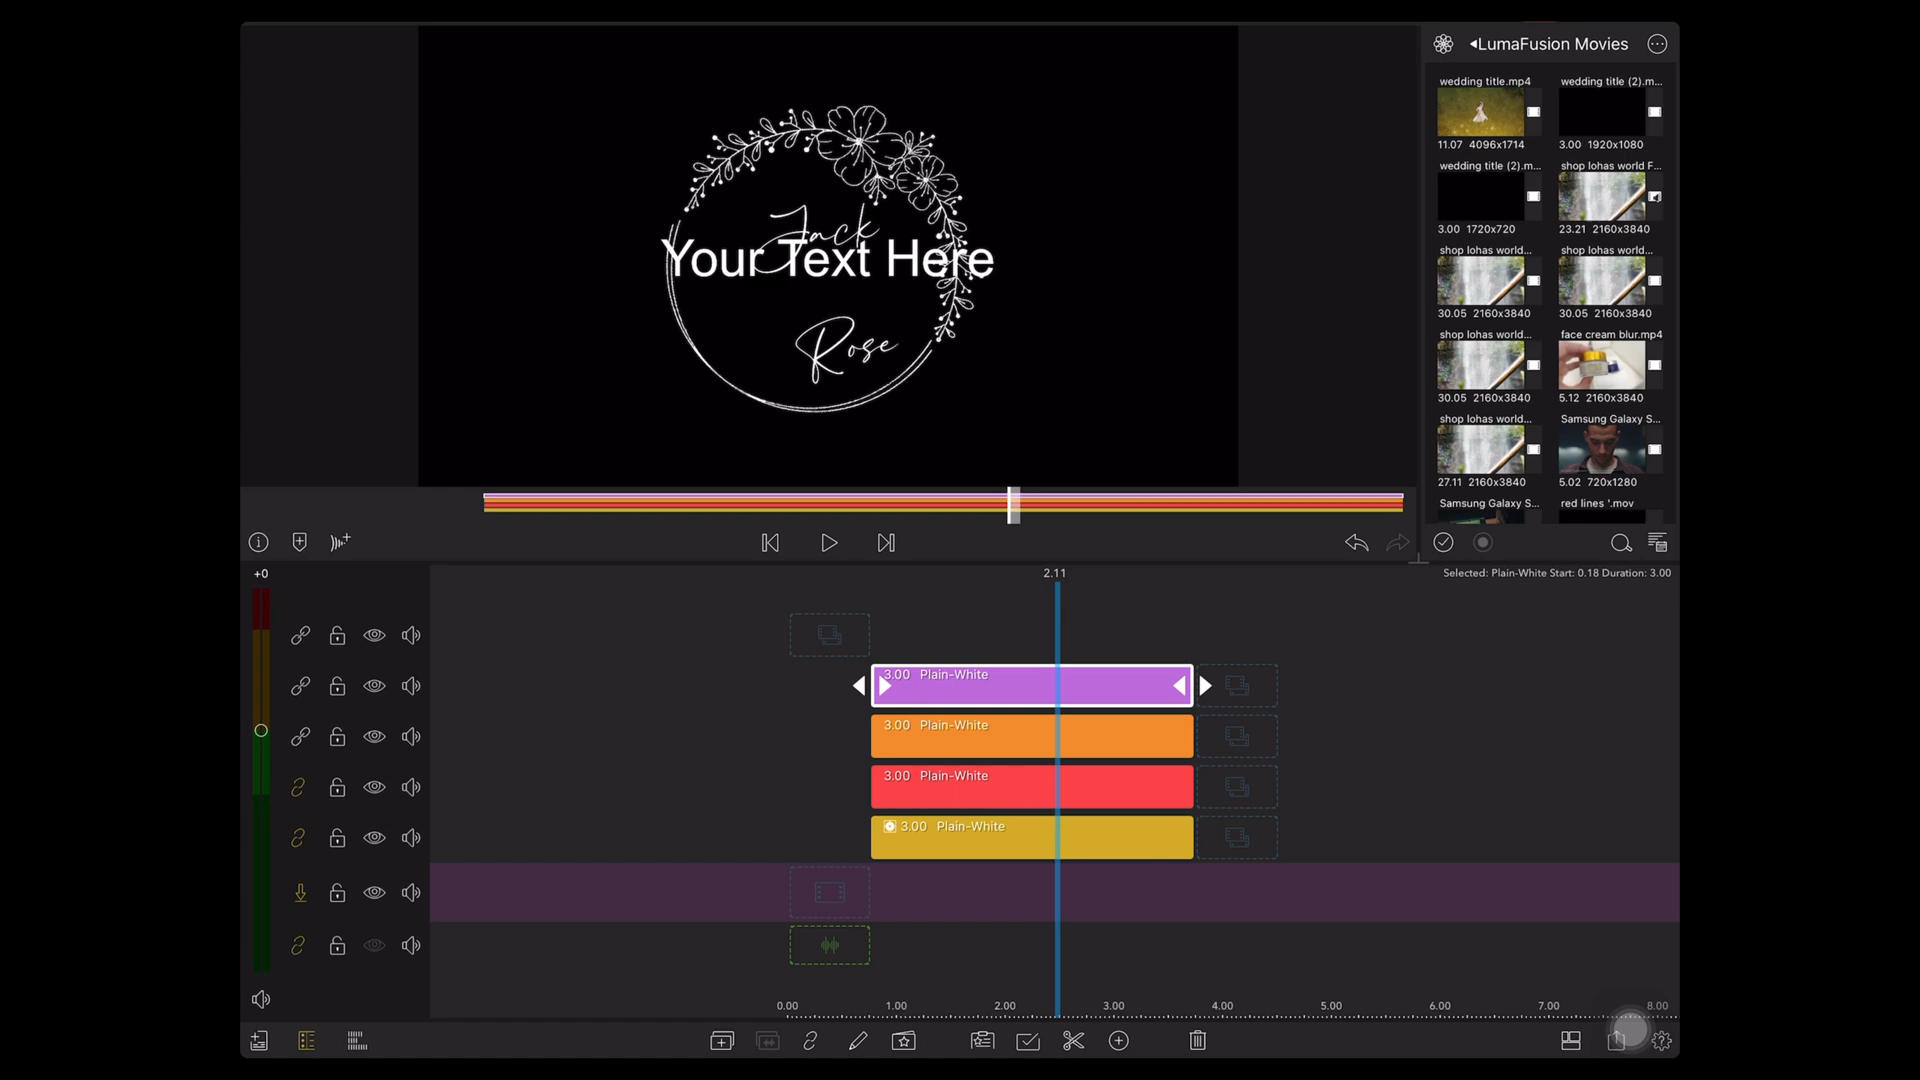 LumaFusion Movies
wedding title.mp4
wedding title (2).m...
11.07 4096x1714
3.00 1920x1080
wedding title (2).m...
shop lohas world F...
3.00 1720x720
23.21 2160x3840
shop lohas world...
shop lohas world...
30.05 2160x3840
30.05 2160x3840
shop lohas world...
face cream blur.mp4
30.05 2160x3840
5.12 2160x3840
shop lohas world...
Samsung Galaxy S...
27.11 2160x3840
5.02 720x1280
Samsung Galaxy S...
red lines '.mov
Jack
Your Text Here
Rose
+0
2.11
Selected: Plain-White Start: 0.18 Duration: 3.00
3.00 Plain-White
3.00 Plain-White
3.00 Plain-White
3.00 Plain-White
0.00 1.00 2.00 3.00 4.00 5.00 6.00 7.00 8.00